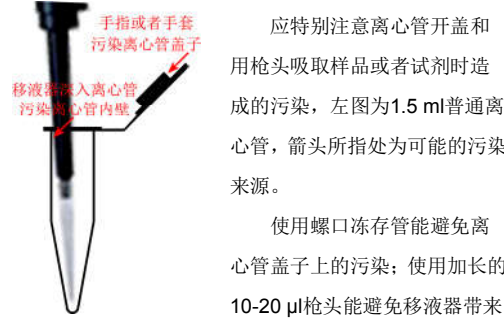 手指或者手套
污染离心管盖子
移液器深入离心管
污染离心管内壁
应特别注意离心管开盖和
用枪头吸取样品或者试剂时造
成的污染，左图为1.5 ml普通离
心管，箭头所指处为可能的污染
来源。
使用螺口冻存管能避免离
心管盖子上的污染；使用加长的
10-20 μl枪头能避免移液器带来